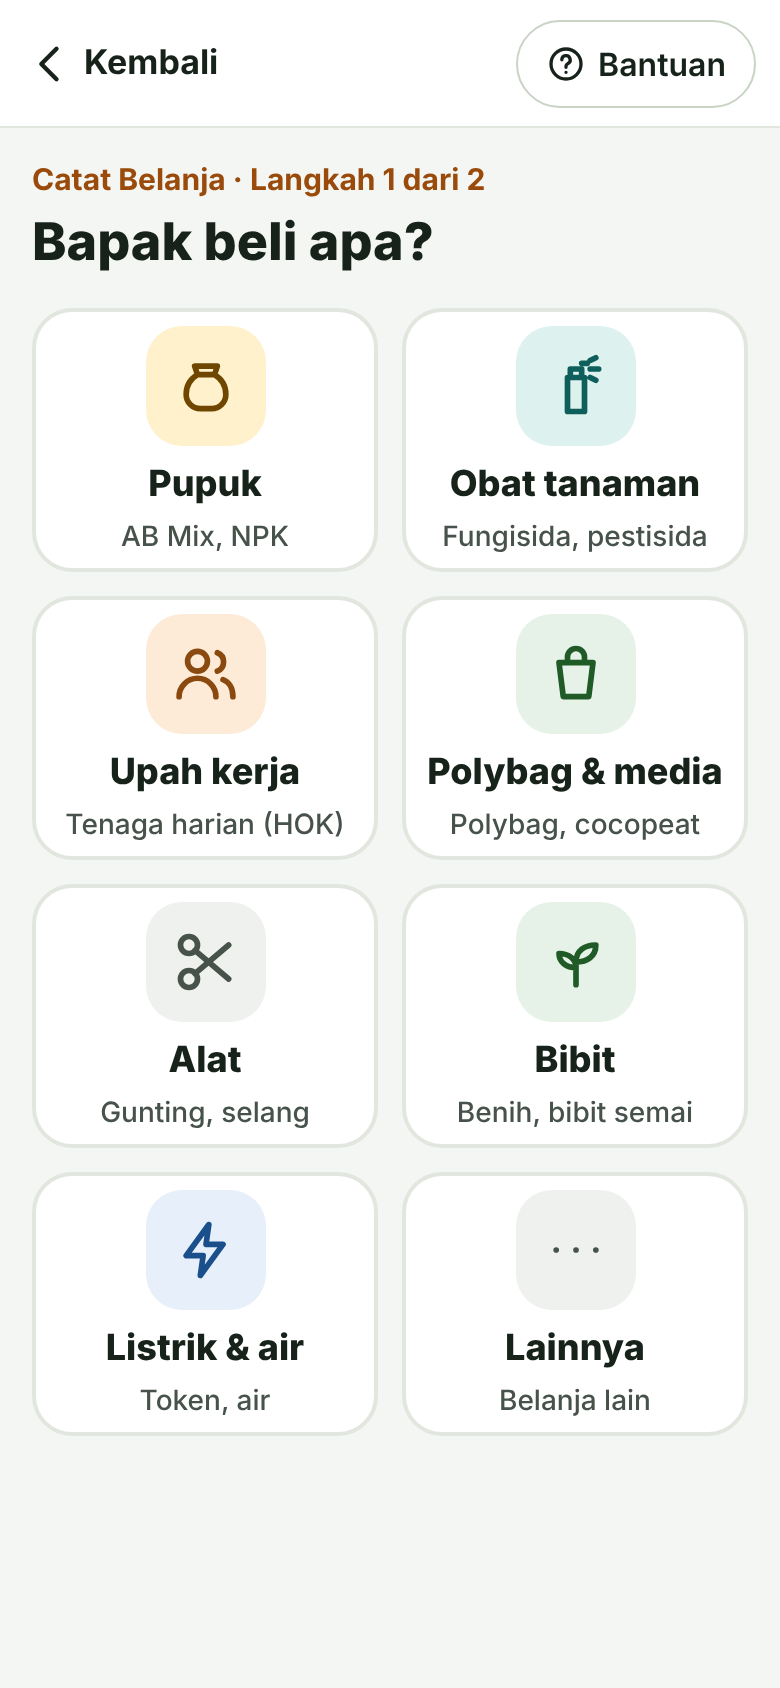 Kembali
Bantuan
Catat Belanja · Langkah 1 dari 2
Bapak beli apa?
Pupuk
AB Mix, NPK
Obat tanaman
Fungisida, pestisida
Upah kerja
Tenaga harian (HOK)
Polybag & media
Polybag, cocopeat
Alat
Gunting, selang
Bibit
Benih, bibit semai
Listrik & air
Token, air
Lainnya
Belanja lain